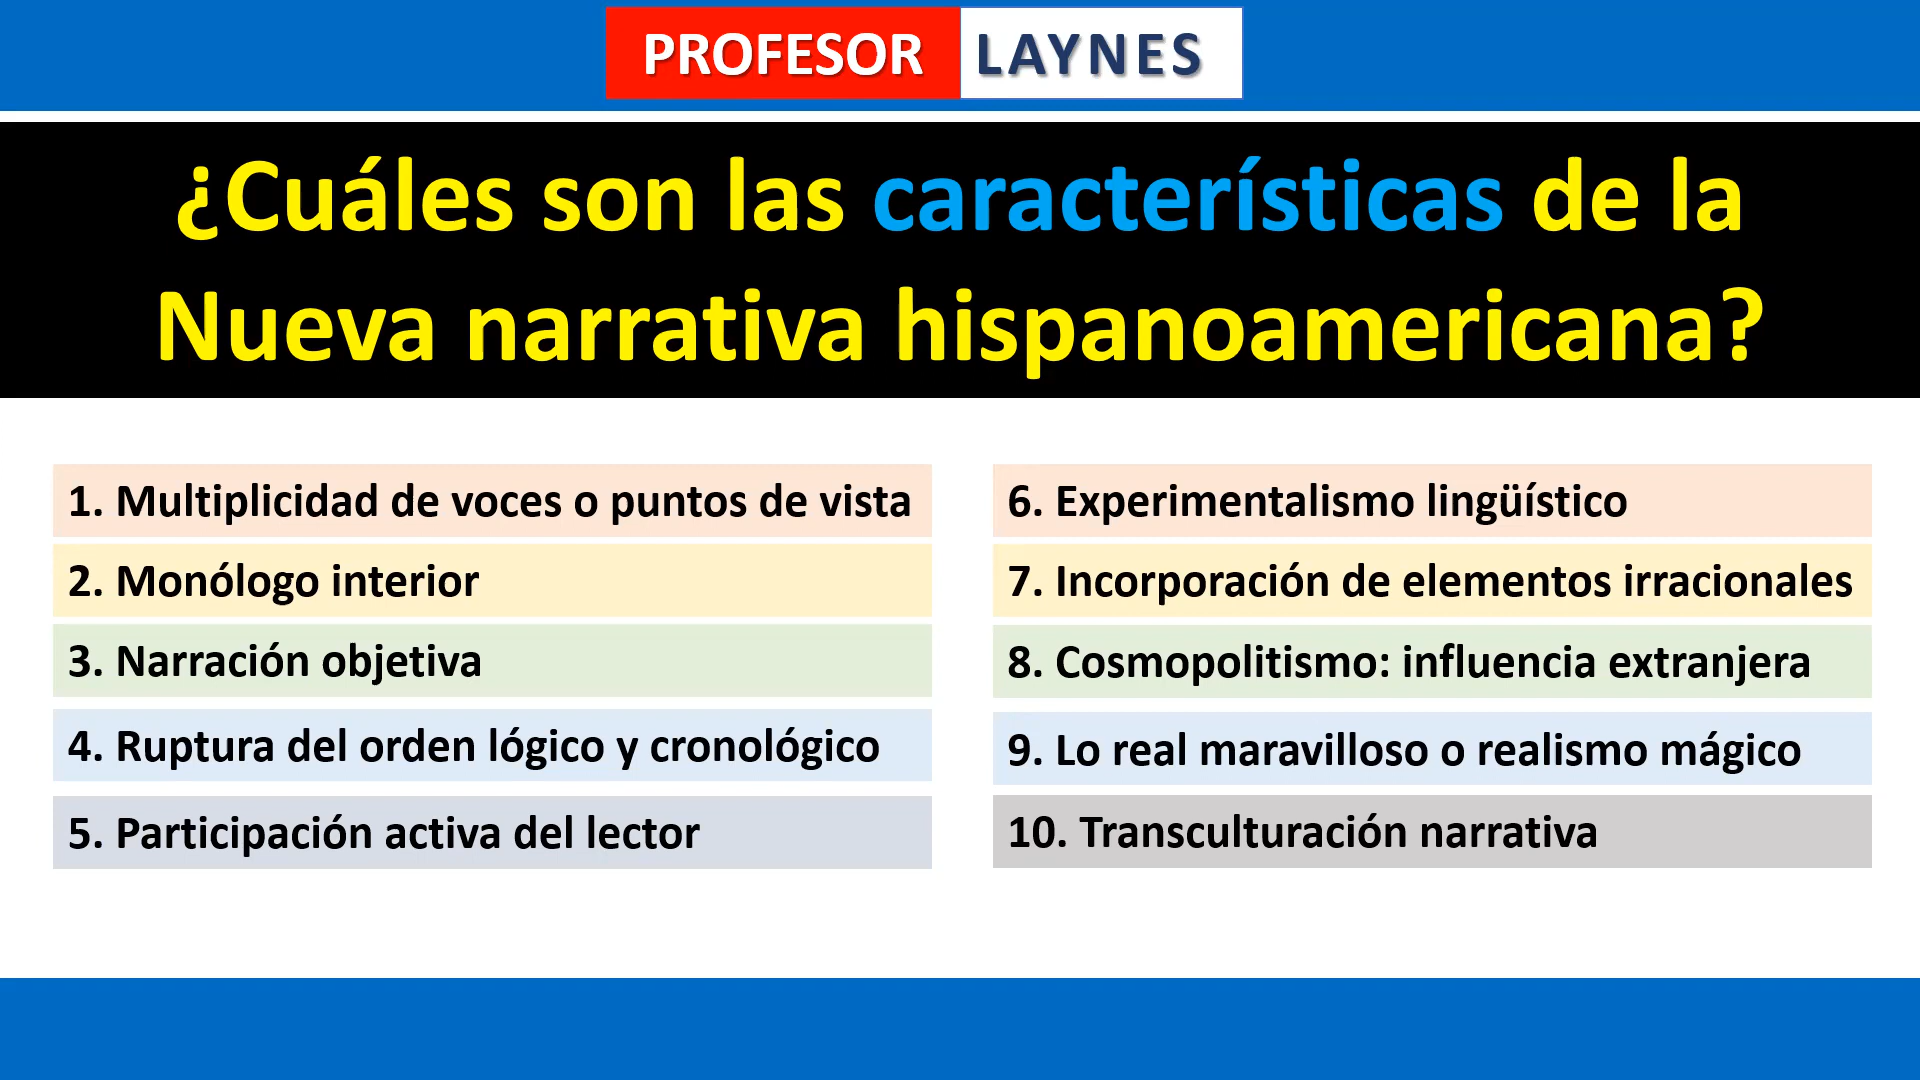 PROFESOR LAYNES
¿Cuáles son las características de la
Nueva narrativa hispanoamericana?
1. Multiplicidad de voces o puntos de vista
2. Monólogo interior
3. Narración objetiva
4. Ruptura del orden lógico y cronológico
5. Participación activa del lector
6. Experimentalismo lingüístico
7. Incorporación de elementos irracionales
8. Cosmopolitismo: influencia extranjera
9. Lo real maravilloso o realismo mágico
10. Transculturación narrativa